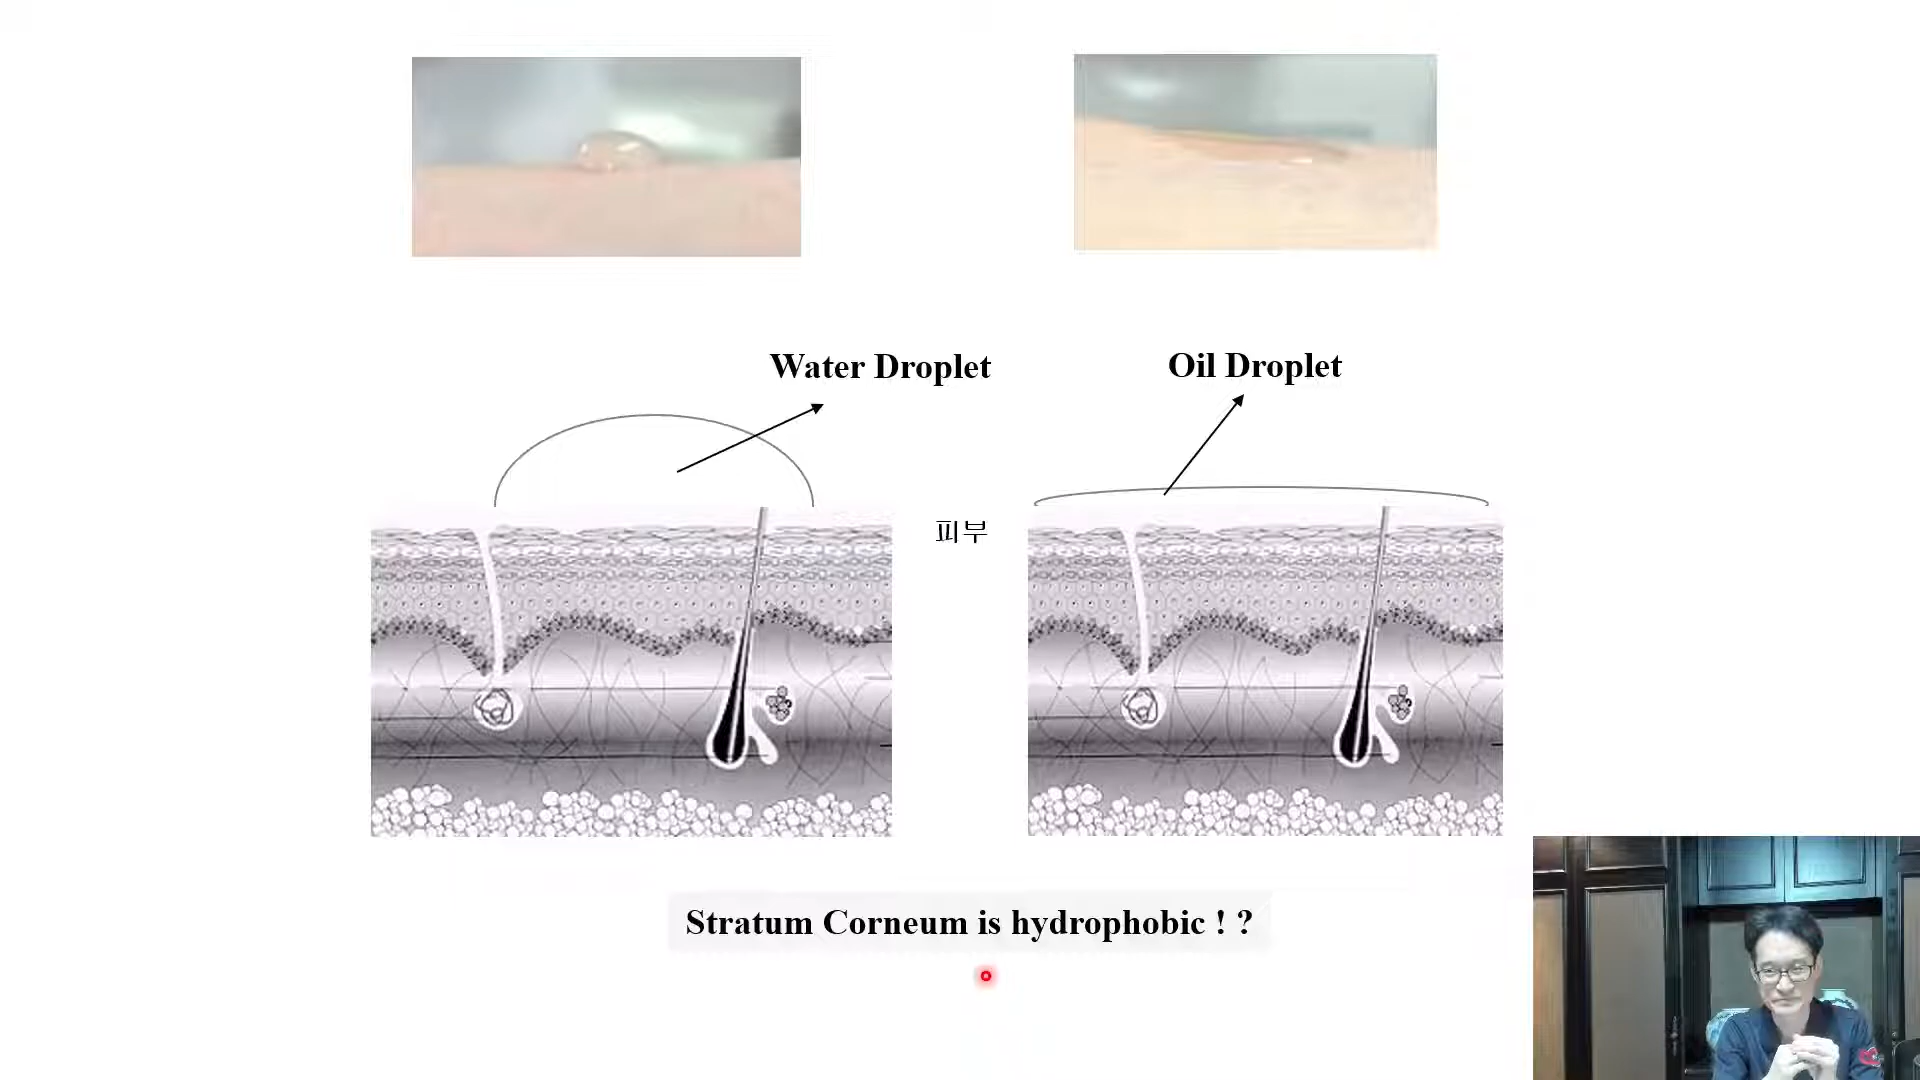 Water Droplet
Oil Droplet
피부
Stratum Corneum is hydrophobic ! ?